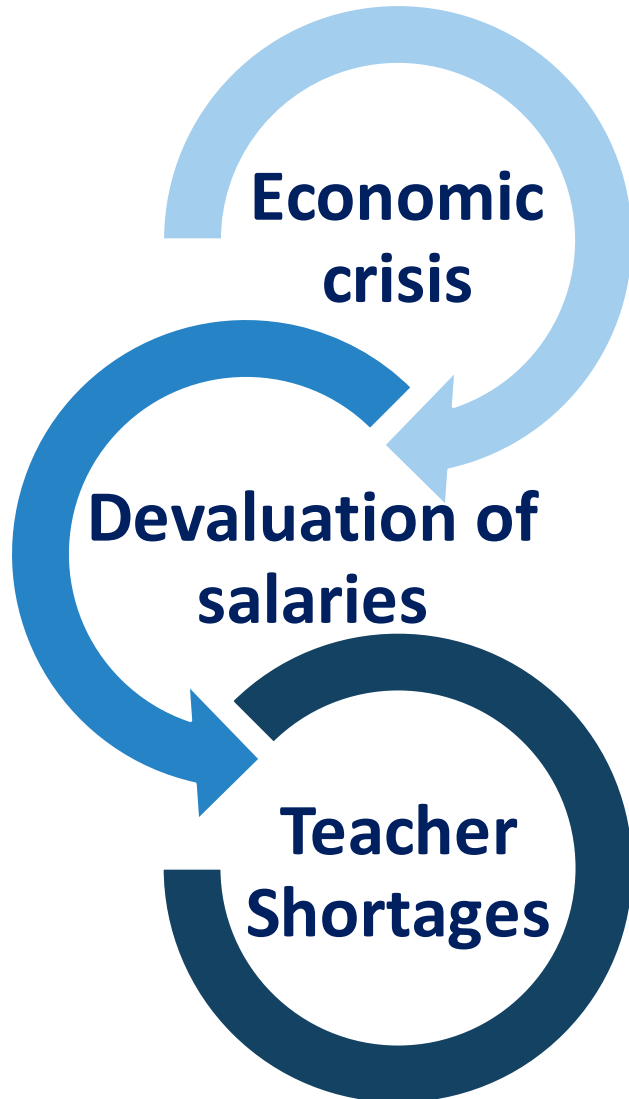 Economic
crisis
Devaluation of
salaries
Teacher
Shortages